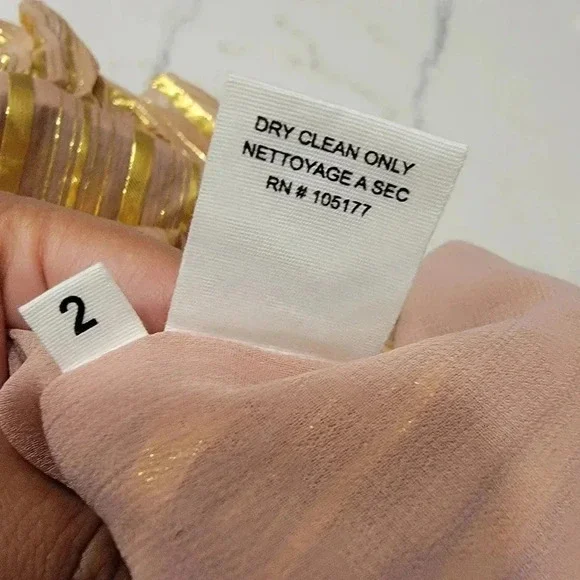 DRY CLEAN ONLY
NETTOYAGE A SEC
RN # 105177
2